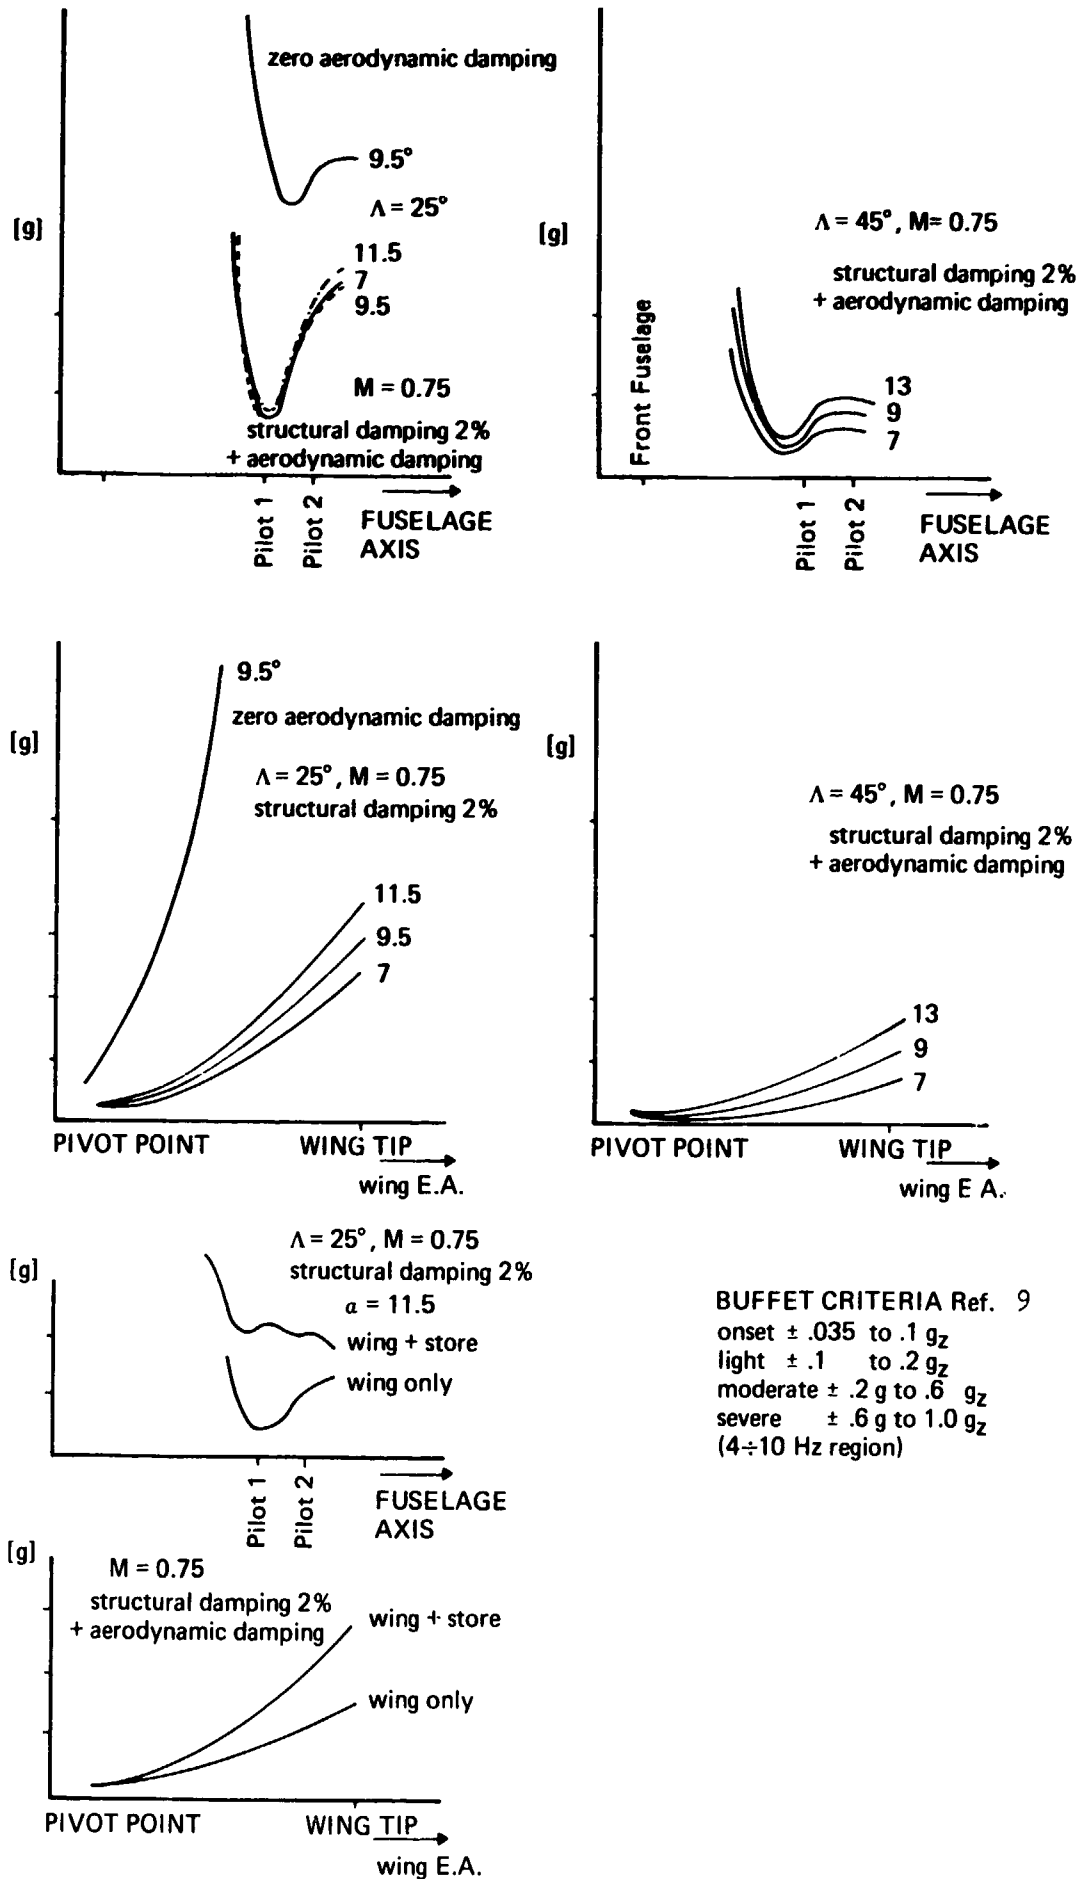 zero aerodynamic damping
9.5°
Λ = 25°
[g]
11.5
7
9.5
M = 0.75
structural damping 2%
+ aerodynamic damping
Pilot 1
Pilot 2
FUSELAGE
AXIS
[g]
Λ = 45°, M= 0.75
structural damping 2%
+ aerodynamic damping
Front Fuselage
13
9
7
Pilot 1
Pilot 2
FUSELAGE
AXIS
9.5°
zero aerodynamic damping
[g]
Λ = 25°, M = 0.75
structural damping 2%
11.5
9.5
7
PIVOT POINT
WING TIP
wing E.A.
[g]
Λ = 45°, M = 0.75
structural damping 2%
+ aerodynamic damping
13
9
7
PIVOT POINT
WING TIP
wing E A.
[g]
Λ = 25°, M = 0.75
structural damping 2%
α = 11.5
wing + store
wing only
Pilot 1
Pilot 2
FUSELAGE
AXIS
BUFFET CRITERIA Ref. 9
onset ± .035 to .1 gz
light ± .1 to .2 gz
moderate ± .2 g to .6 gz
severe ± .6 g to 1.0 gz
(4÷10 Hz region)
[g]
M = 0.75
structural damping 2%
+ aerodynamic damping
wing + store
wing only
PIVOT POINT
WING TIP
wing E.A.